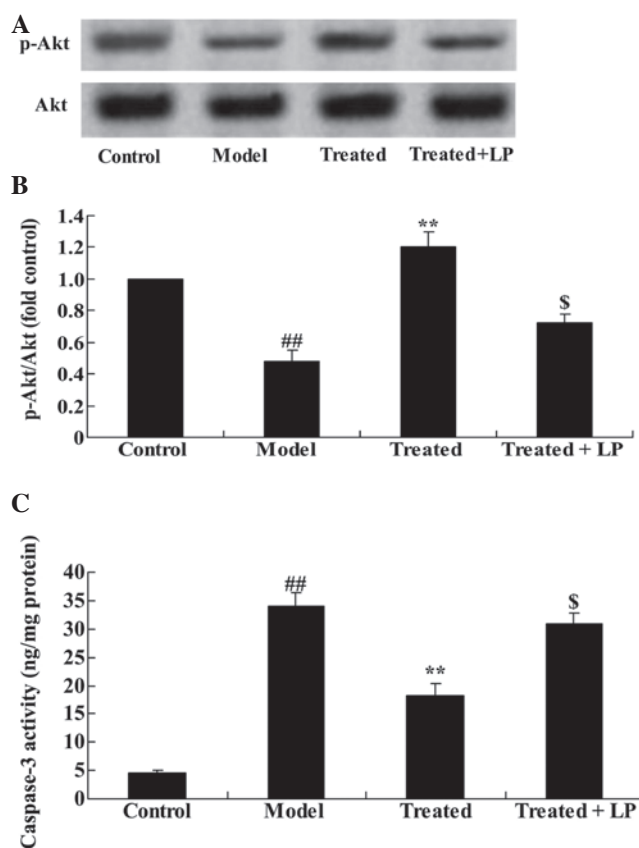 A
p-Akt
Akt
Control Model Treated Treated+LP
B
p-Akt/Akt (fold control)
1.4
1.2
1.0
0.8
0.6
0.4
0.2
0
##
**
$
Control Model Treated Treated + LP
C
Caspase-3 activity (ng/mg protein)
40
35
30
25
20
15
10
5
0
##
**
$
Control Model Treated Treated + LP